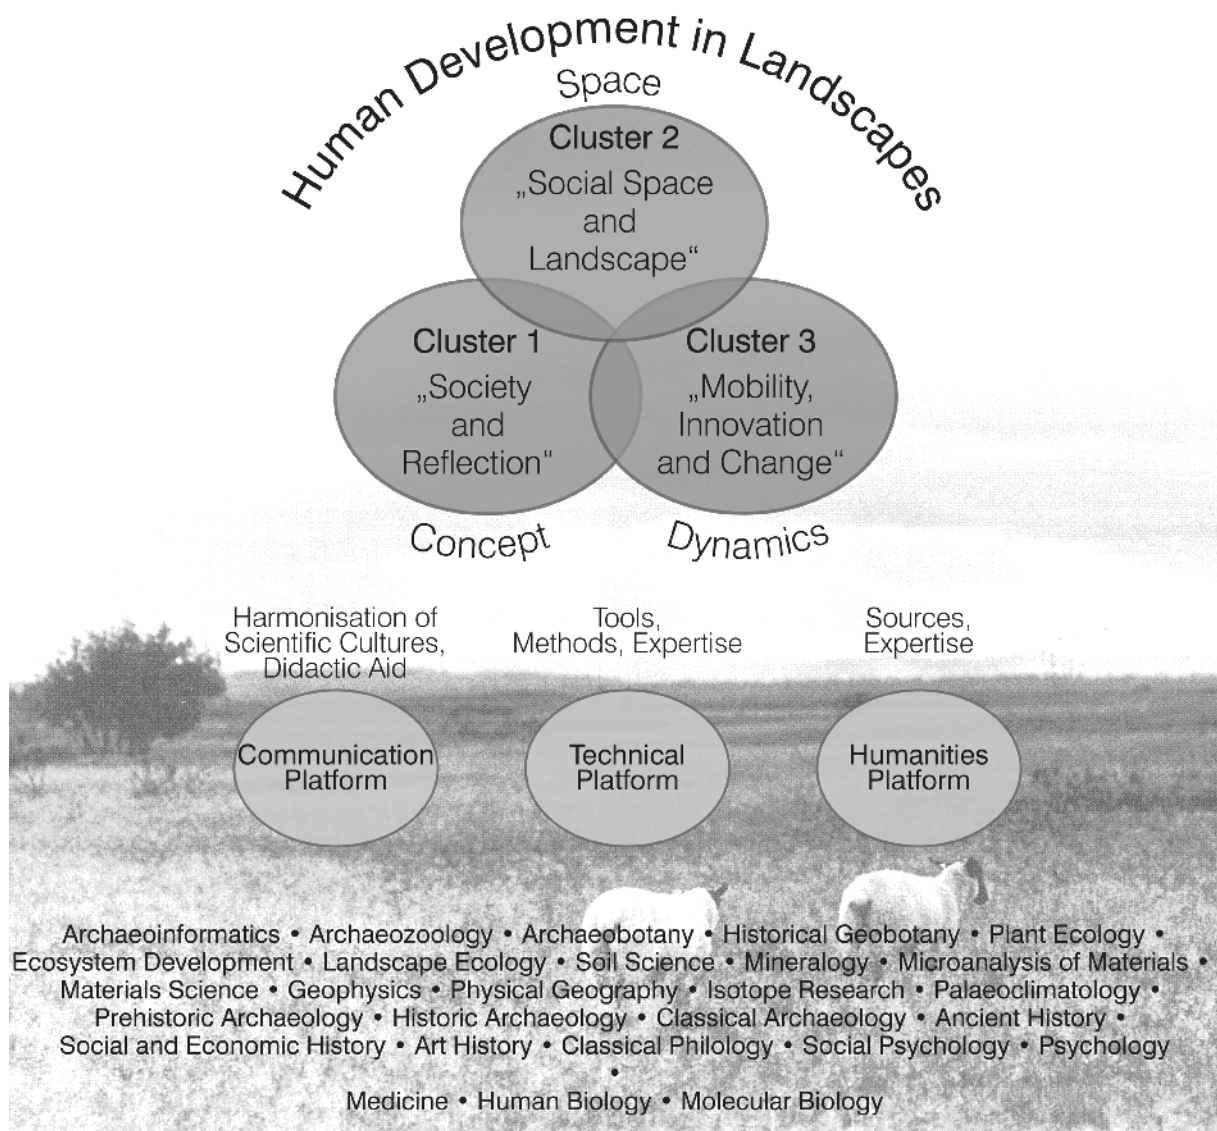 Human Development in Landscapes
Space
Cluster 2
„Social Space
and
Landscape“
Cluster 1
„Society
and
Reflection“
Cluster 3
„Mobility,
Innovation
and Change“
Concept
Dynamics
Harmonisation of
Scientific Cultures,
Didactic Aid
Tools,
Methods, Expertise
Sources,
Expertise
Communication
Platform
Technical
Platform
Humanities
Platform
Archaeoinformatics • Archaeozoology • Archaeobotany • Historical Geobotany • Plant Ecology •
Ecosystem Development • Landscape Ecology • Soil Science • Mineralogy • Microanalysis of Materials •
Materials Science • Geophysics • Physical Geography • Isotope Research • Palaeoclimatology •
Prehistoric Archaeology • Historic Archaeology • Classical Archaeology • Ancient History •
Social and Economic History • Art History • Classical Philology • Social Psychology • Psychology
•
Medicine • Human Biology • Molecular Biology